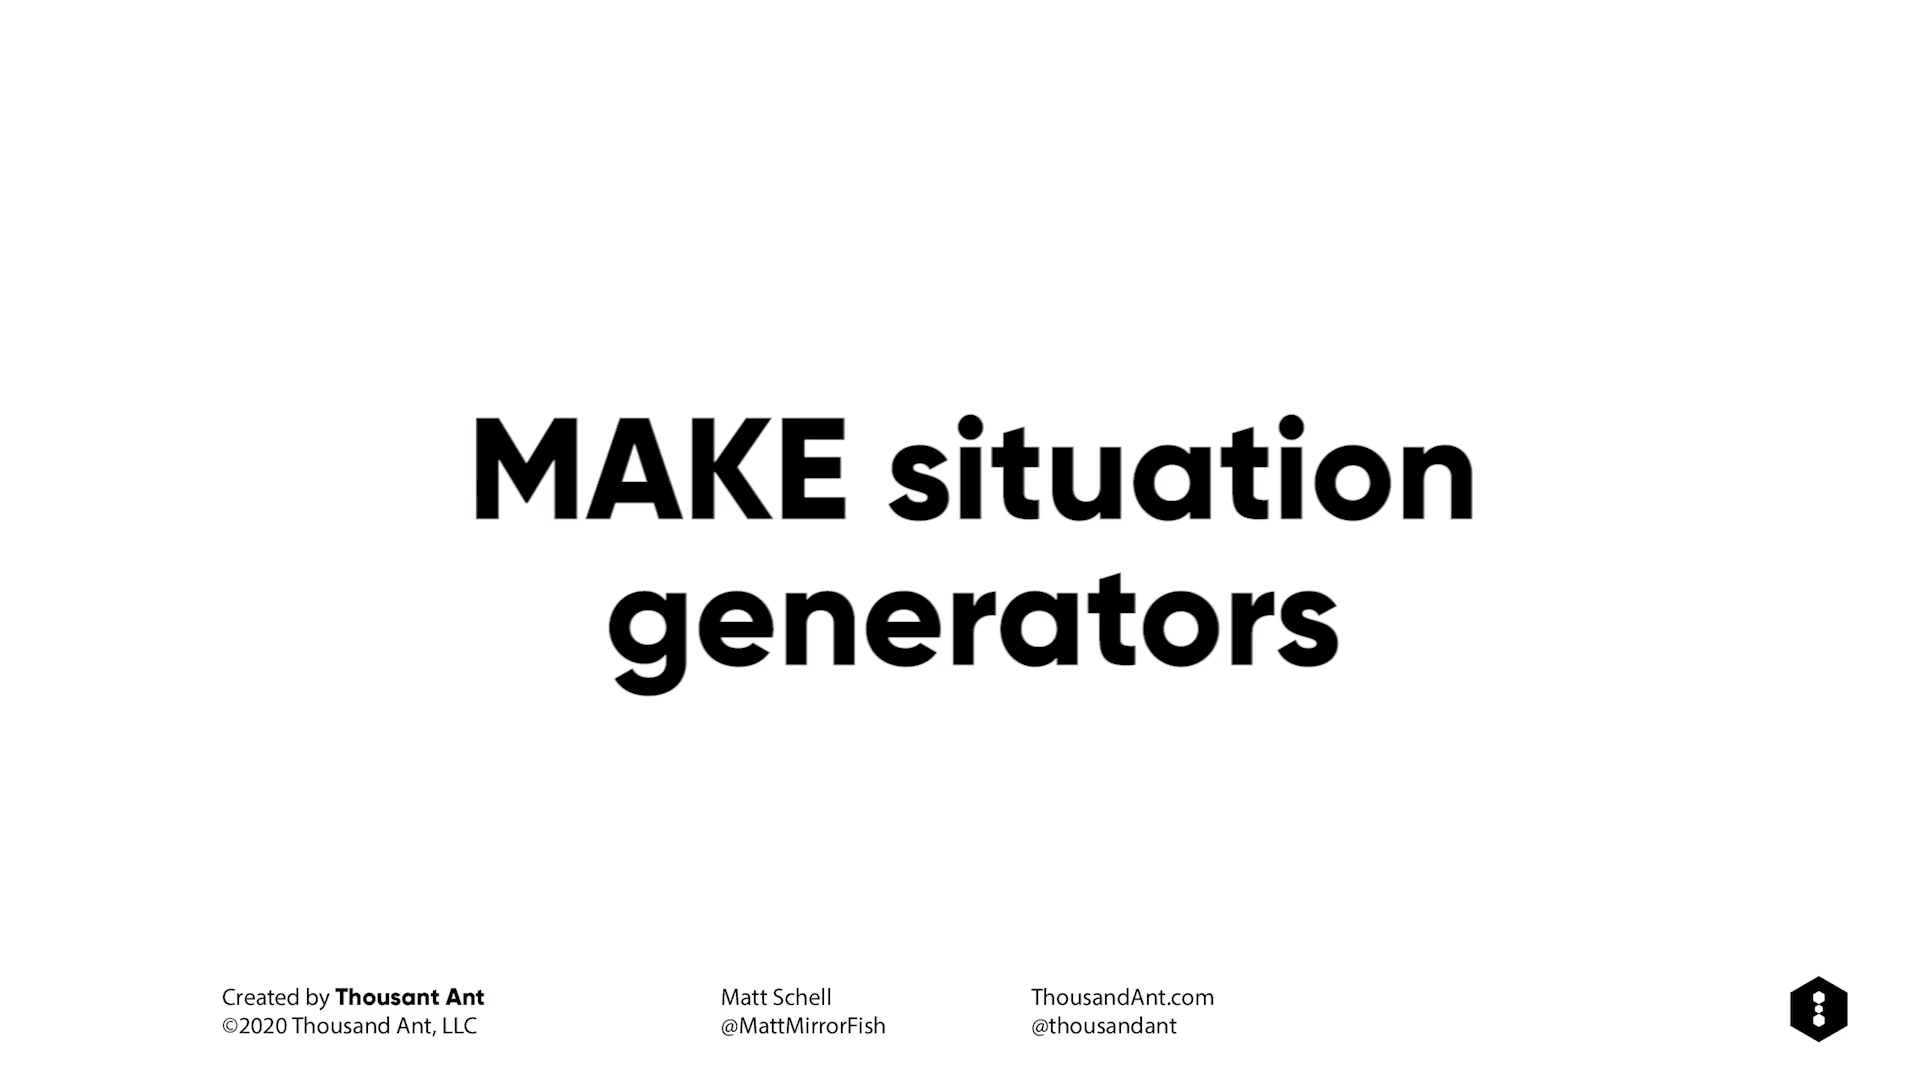 MAKE situation
generators
Created by Thousant Ant
©2020 Thousand Ant, LLC
Matt Schell
@MattMirrorFish
ThousandAnt.com
@thousandant